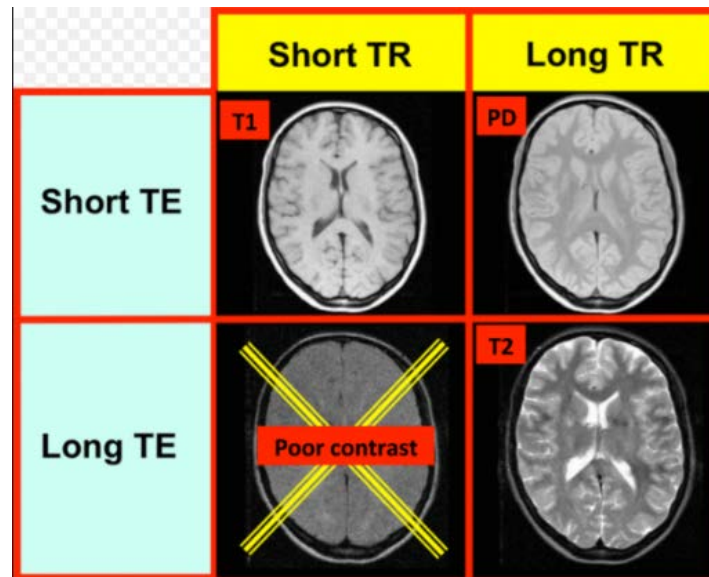 Short TR
Long TR
Short TE
T1
PD
Long TE
Poor contrast
T2